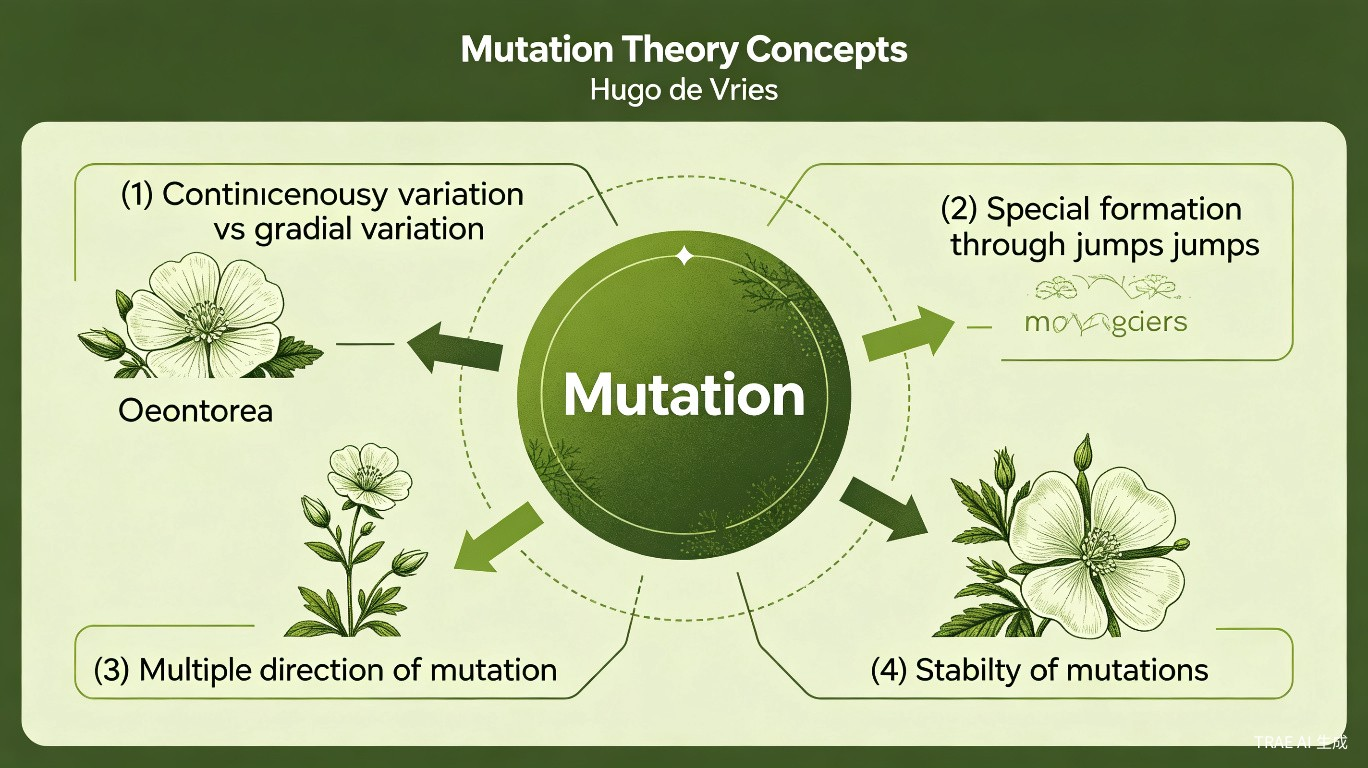 Mutation Theory Concepts
Hugo de Vries
(1) Continıcenousy variation
vs gradial variation
Oeontorea
(2) Special formation
through jumps jumps
Mutation
(3) Multiple direction of mutation
(4) Stabilty of mutations
TRAE AI 生成